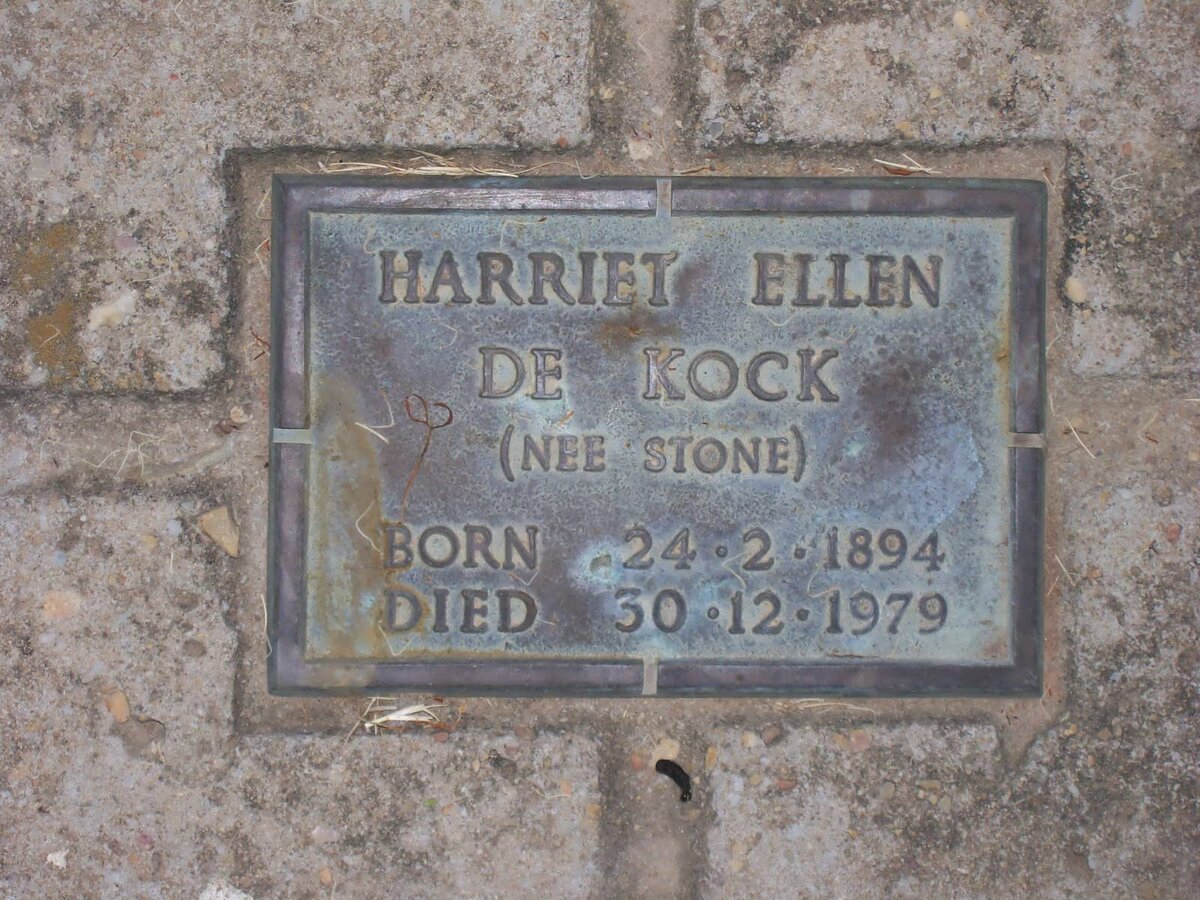 HARRIET ELLEN
DE KOCK
(NEE STONE)
BORN 24·2·1894
DIED 30·12·1979